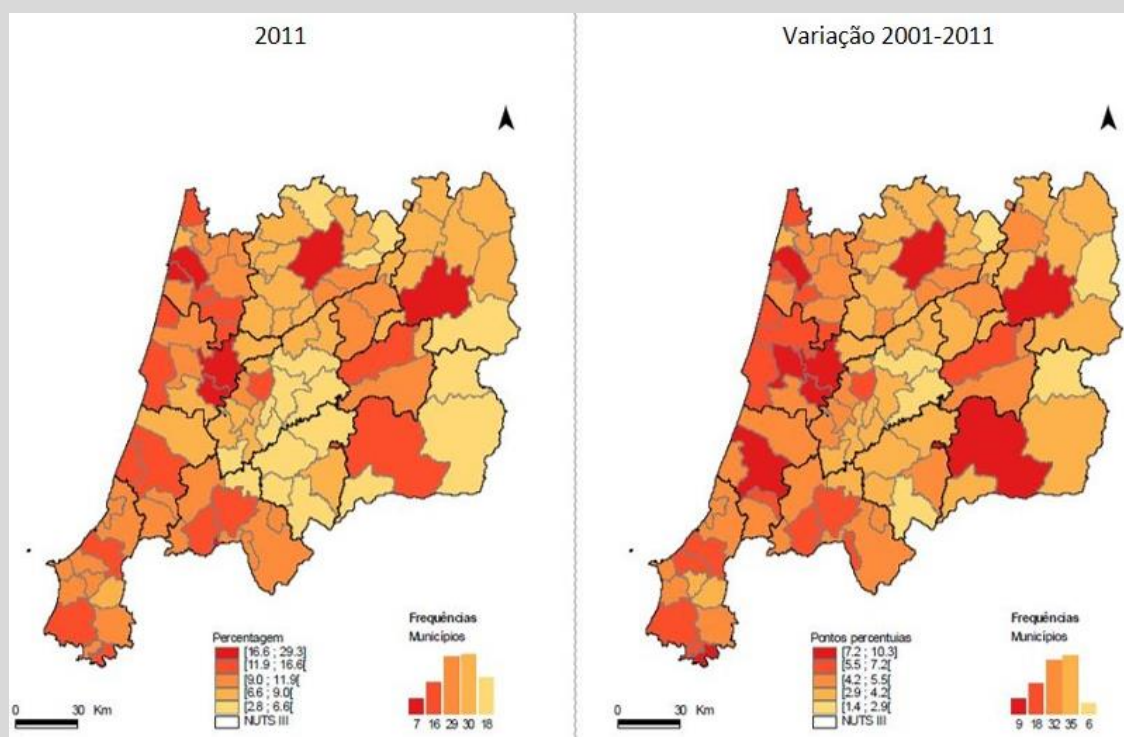 2011
Percentagem
[16.6 ; 29.3]
[11.9 ; 16.6[
[9.0 ; 11.9[
[6.6 ; 9.0[
[2.8 ; 6.6[
NUTS III
0 30 Km
Frequências
Municípios
7 16 29 30 18
Variação 2001-2011
Pontos percentuias
[7.2 ; 10.3]
[5.5 ; 7.2[
[4.2 ; 5.5[
[2.9 ; 4.2[
[1.4 ; 2.9[
NUTS III
0 30 Km
Frequências
Municípios
9 18 32 35 6